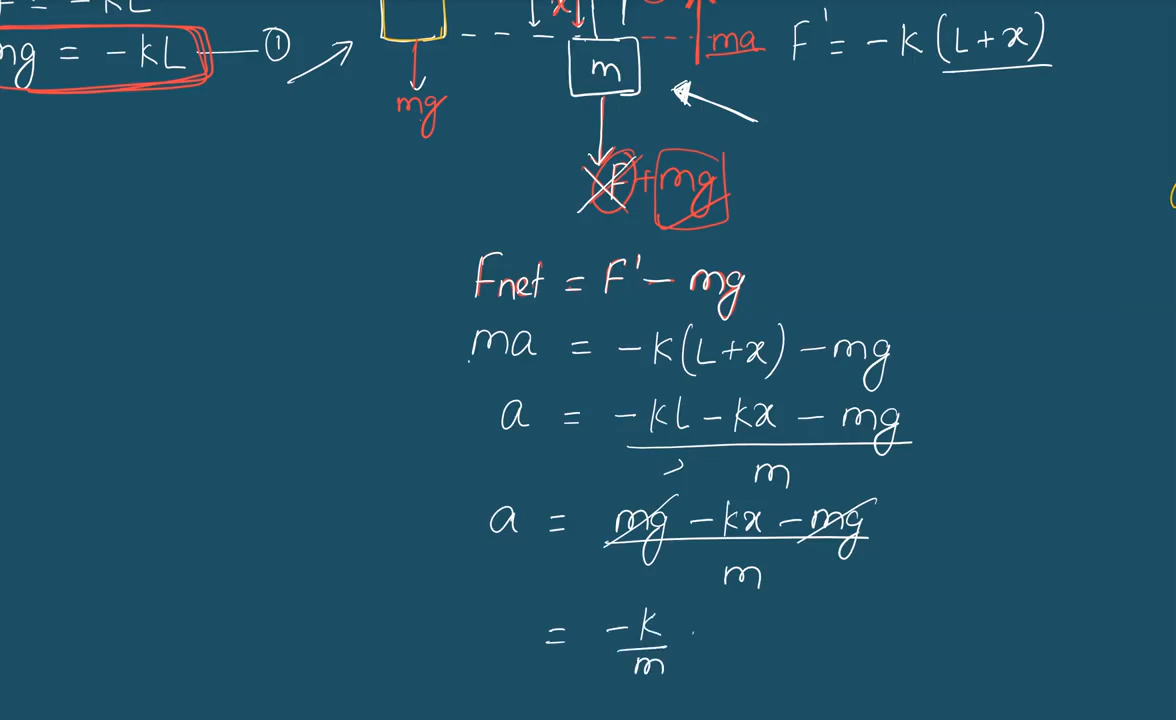 mg = -kL ①
mg
x
m
ma
F' = -k (L+x)
F + mg
Fnet = F' - mg
ma = -k(L+x) - mg
a = -kL - kx - mg
m
a = mg - kx - mg
m
= -k
m